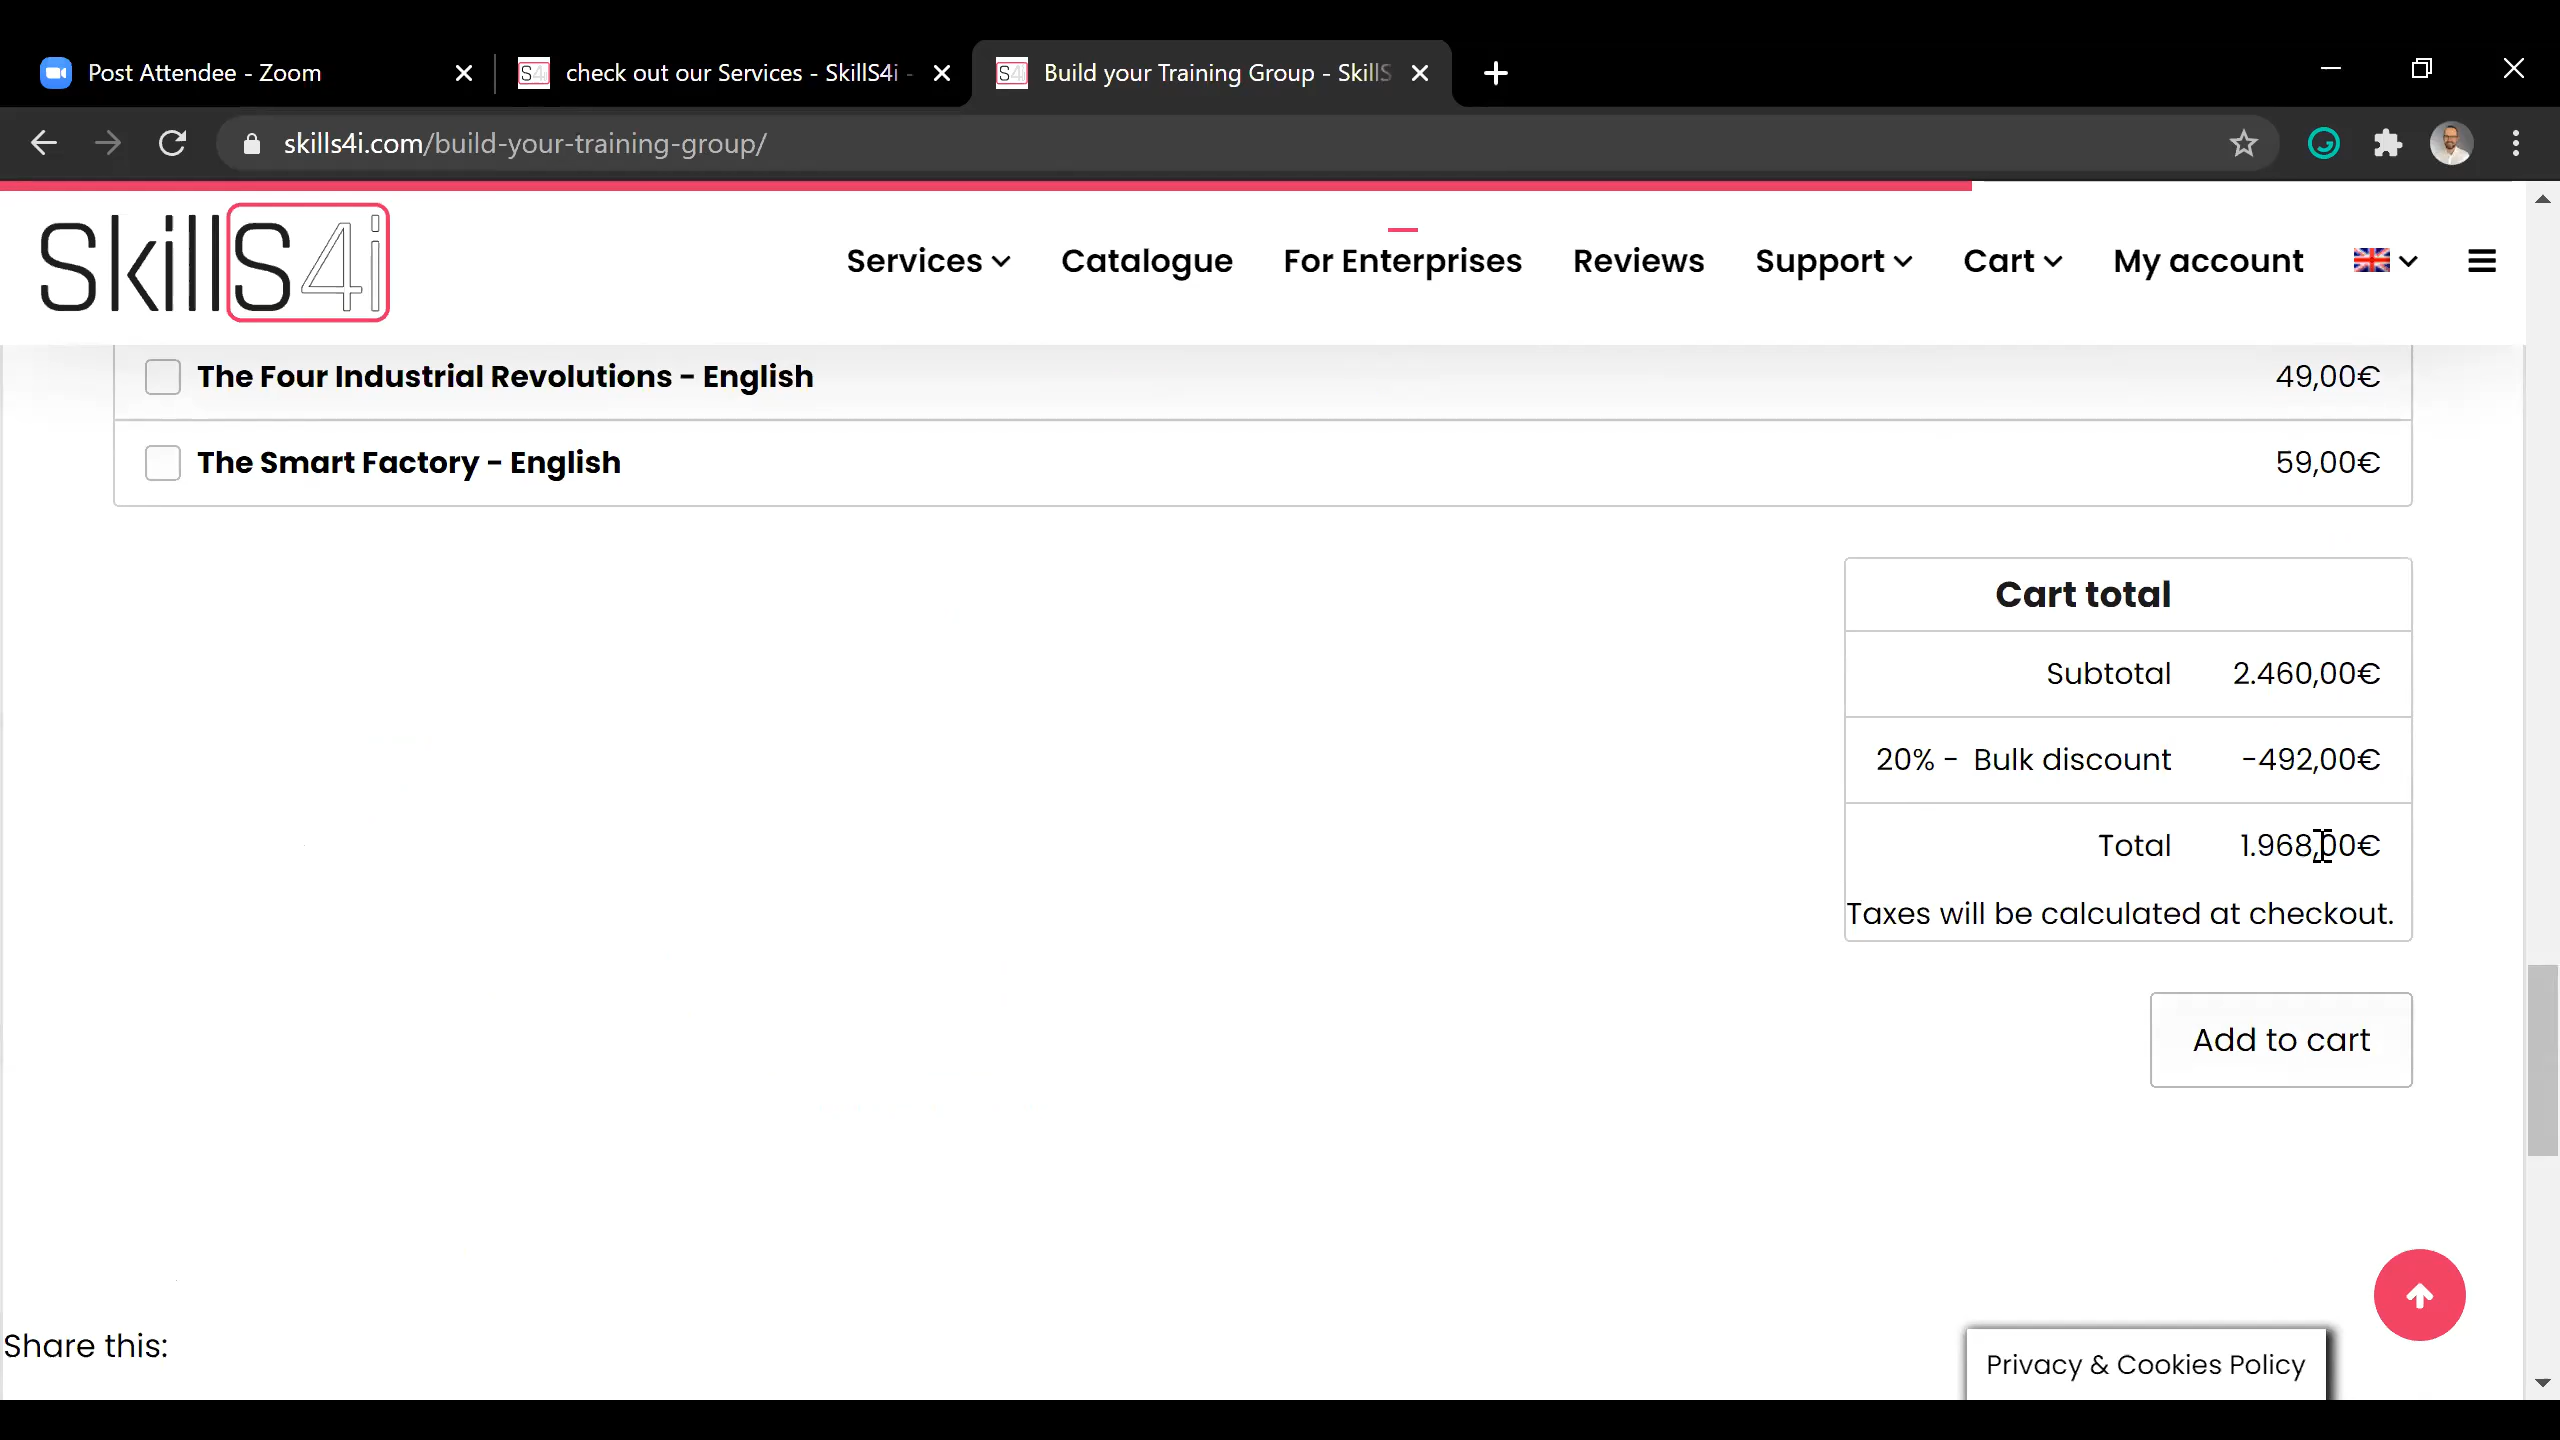 Post Attendee - Zoom
check out our Services - SkillS4i -
Build your Training Group - SkillS
skills4i.com/build-your-training-group/
SkillS4i
Services
Catalogue
For Enterprises
Reviews
Support
Cart
My account
The Four Industrial Revolutions - English 49,00€
The Smart Factory - English 59,00€
Cart total
Subtotal 2.460,00€
20% - Bulk discount -492,00€
Total 1.968,00€
Taxes will be calculated at checkout.
Add to cart
Share this:
Privacy & Cookies Policy